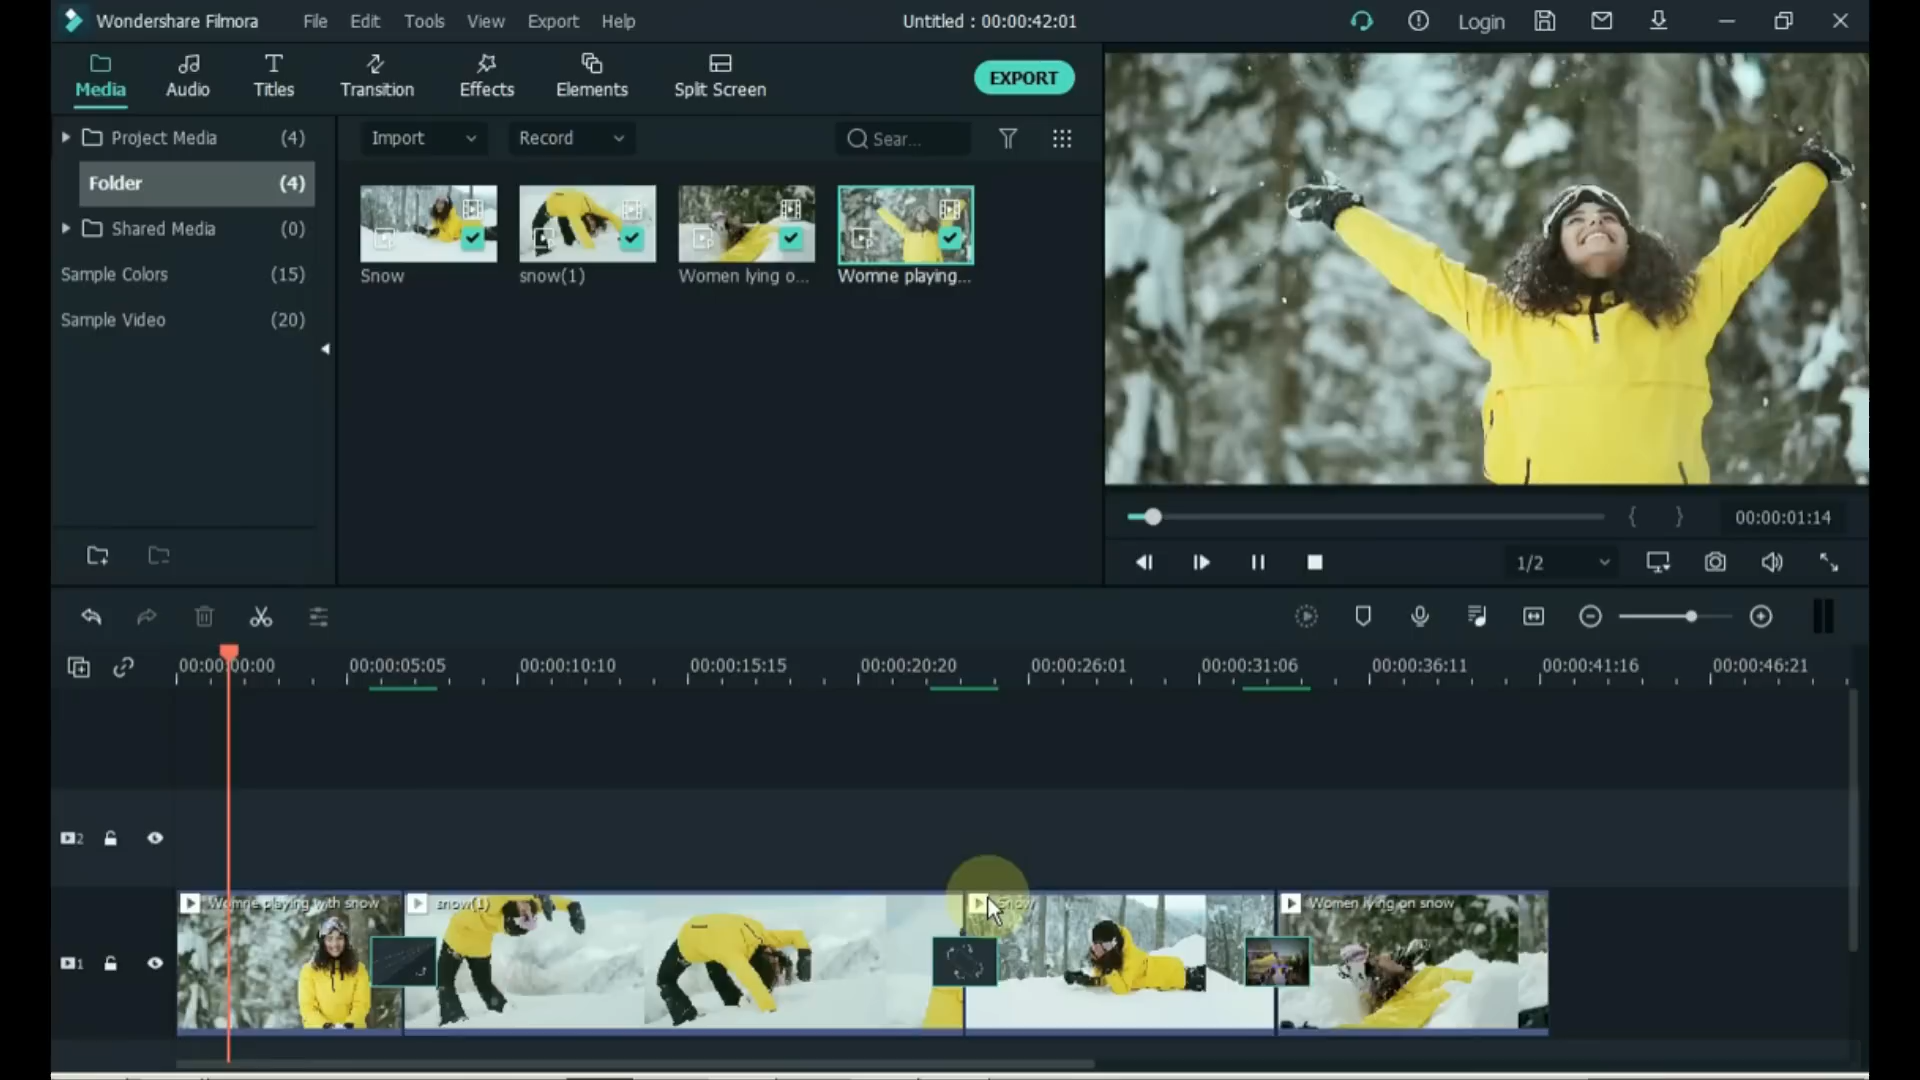 Wondershare Filmora File Edit Tools View Export Help Untitled : 00:00:42:01 Login
Media Audio Titles Transition Effects Elements Split Screen EXPORT
Project Media (4)
Folder (4)
Shared Media (0)
Sample Colors (15)
Sample Video (20)
Import Record Sear...
Snow snow(1) Women lying o... Womne playing...
00:00:01:14
1/2
00:00:00:00 00:00:05:05 00:00:10:10 00:00:15:15 00:00:20:20 00:00:26:01 00:00:31:06 00:00:36:11 00:00:41:16 00:00:46:21
2
Womne playing with snow snow(1) Snow Women lying on snow
1